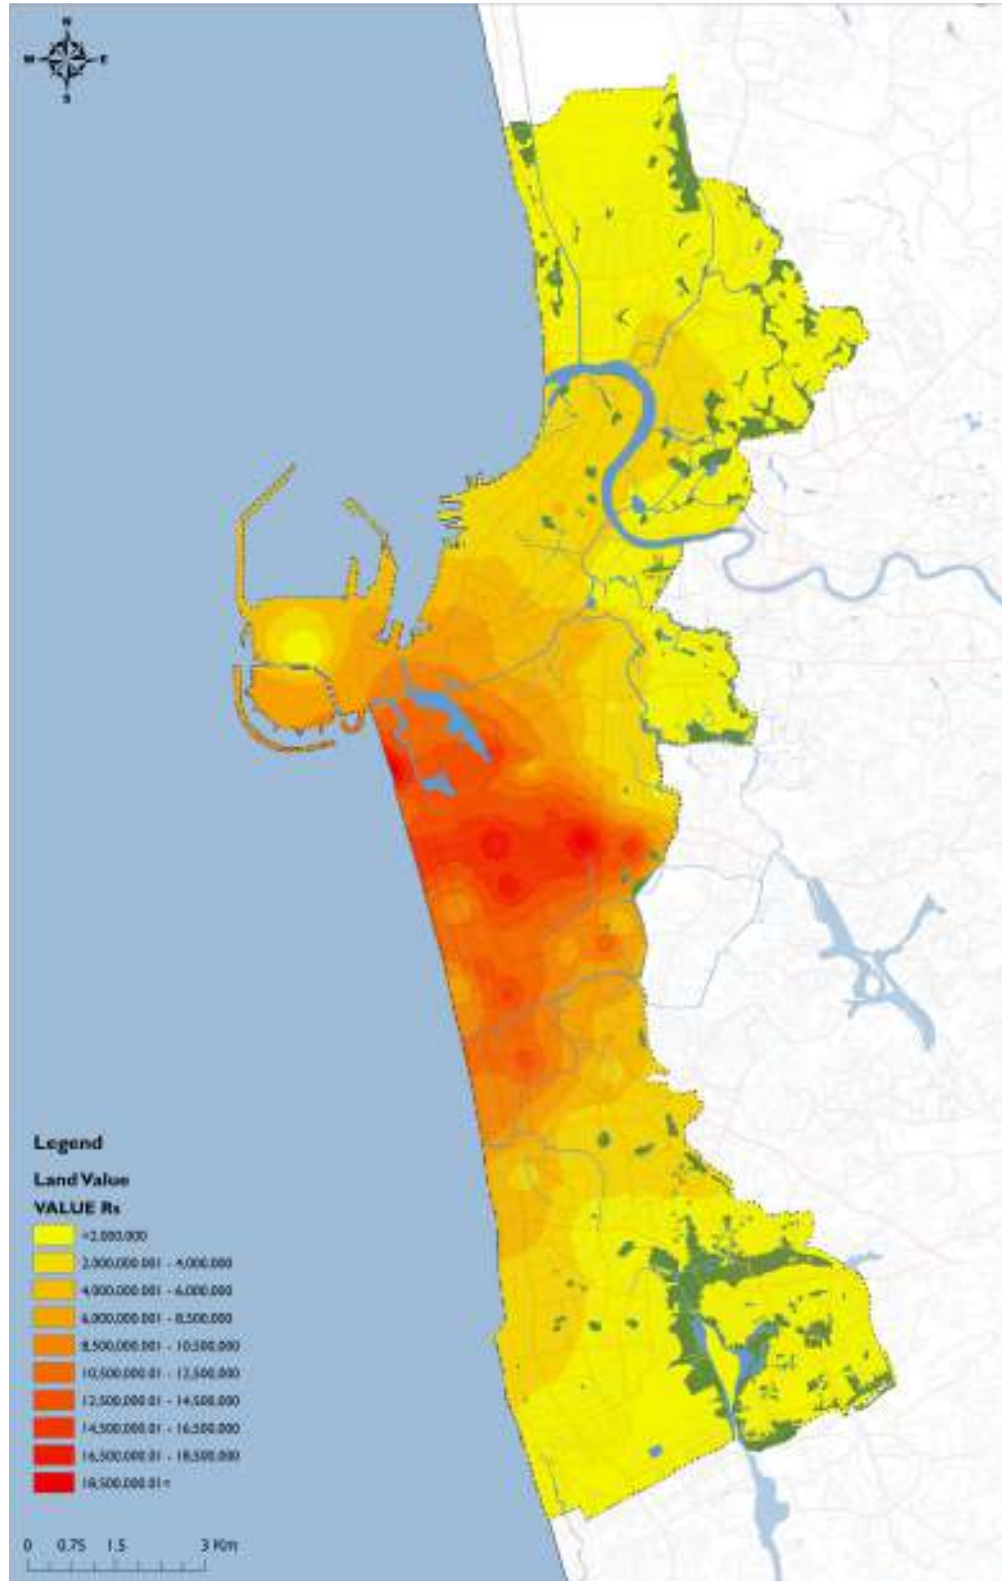 N
W E
S
Legend
Land Value
VALUE Rs
<2,000,000
2,000,000.001 - 4,000,000
4,000,000.001 - 6,000,000
6,000,000.001 - 8,500,000
8,500,000.001 - 10,500,000
10,500,000.01 - 12,500,000
12,500,000.01 - 14,500,000
14,500,000.01 - 16,500,000
16,500,000.01 - 18,500,000
18,500,000.01<
0 0.75 1.5 3 Km